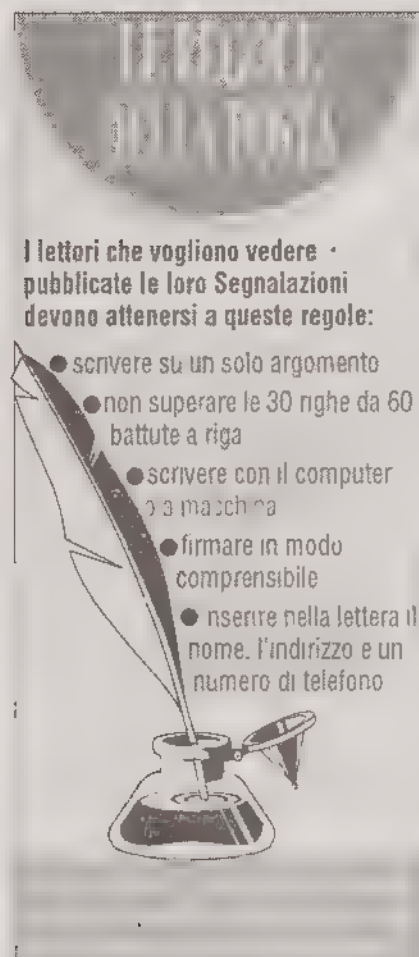 I lettori che vogliono vedere
pubblicate le loro Segnalazioni
devono attenersi a queste regole:
● scrivere su un solo argomento
● non superare le 30 righe da 60
battute a riga
● scrivere con il computer
o a macchina
● firmare in modo
comprensibile
● inserire nella lettera il
nome, l'indirizzo e un
numero di telefono